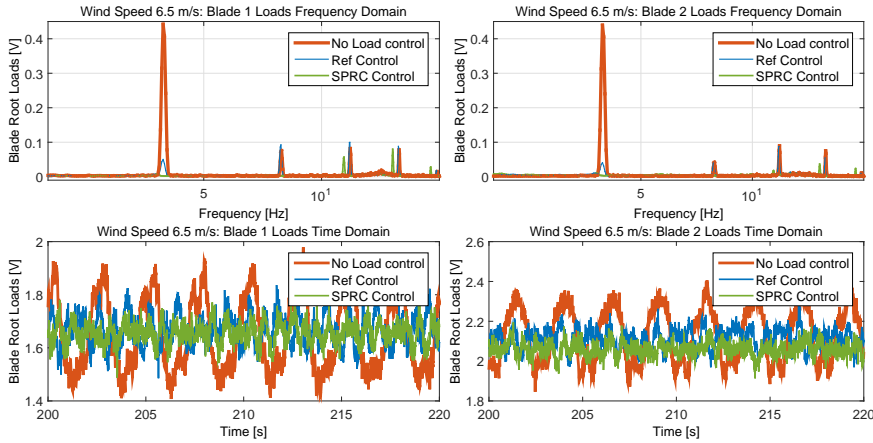 Wind Speed 6.5 m/s: Blade 1 Loads Frequency Domain
Blade Root Loads [V]
0.4
0.3
0.2
0.1
0
5
10¹
Frequency [Hz]
No Load control
Ref Control
SPRC Control
Wind Speed 6.5 m/s: Blade 2 Loads Frequency Domain
Blade Root Loads [V]
0.4
0.3
0.2
0.1
0
5
10¹
Frequency [Hz]
No Load control
Ref Control
SPRC Control
Wind Speed 6.5 m/s: Blade 1 Loads Time Domain
Blade Root Loads [V]
2
1.8
1.6
1.4
200
205
210
215
220
Time [s]
No Load control
Ref Control
SPRC Control
Wind Speed 6.5 m/s: Blade 2 Loads Time Domain
Blade Root Loads [V]
2.6
2.4
2.2
2
1.8
200
205
210
215
220
Time [s]
No Load control
Ref Control
SPRC Control